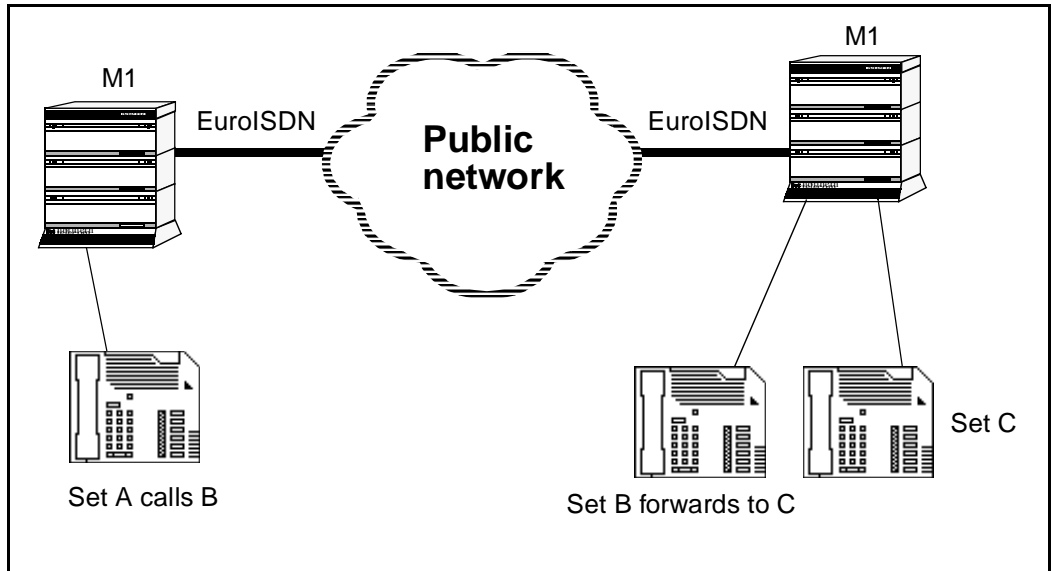 M1
M1
EuroISDN
EuroISDN
Public
network
Set C
Set A calls B
Set B forwards to C